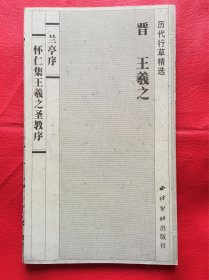 历代行草精选
晋 王羲之
兰亭序
怀仁集王羲之圣教序
西泠印社出版社